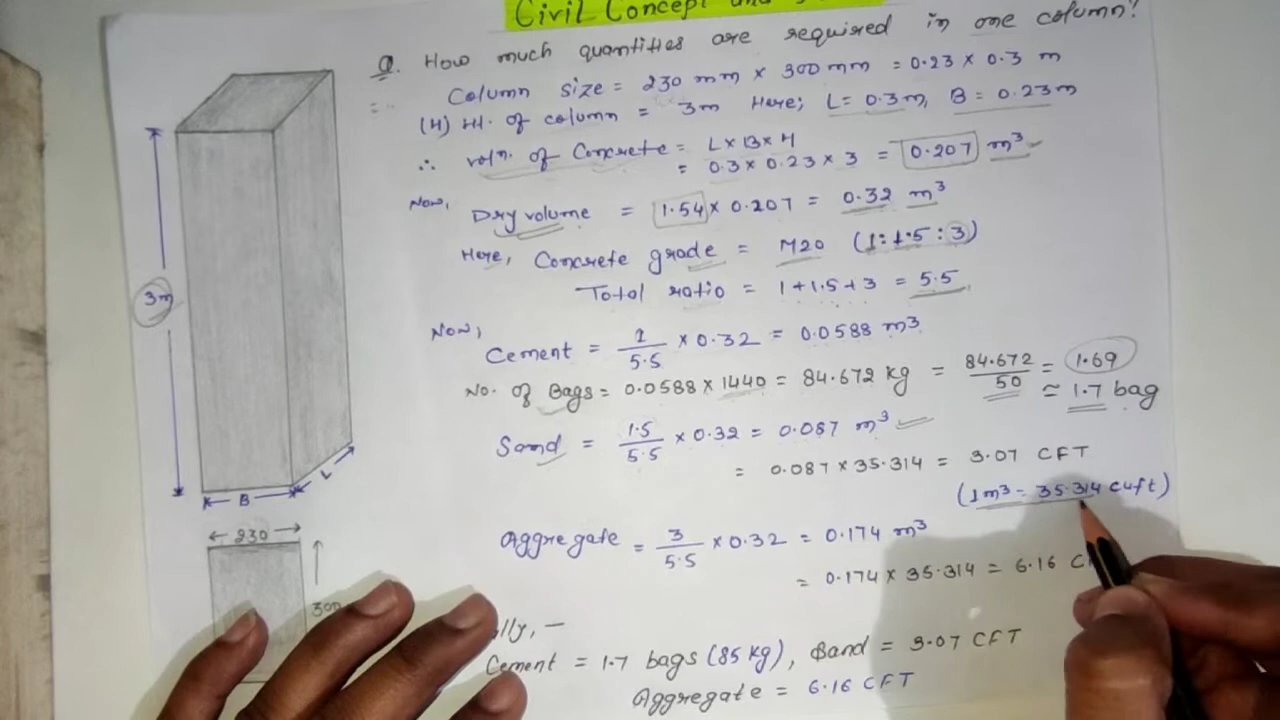 Civil Concept and
Q. How much quantities are required in one column?
Column size = 230 mm × 300 mm = 0.23 × 0.3 m
(H) Ht. of column = 3m Here; L = 0.3m, B = 0.23m
∴ voln. of Concrete = L×B×H
= 0.3 × 0.23 × 3 = 0.207 m³
Now, Dry volume = 1.54 × 0.207 = 0.32 m³
Here, Concrete grade = M20 (1:1.5:3)
Total ratio = 1+1.5+3 = 5.5
Now,
Cement = 1/5.5 × 0.32 = 0.0588 m³
No. of Bags = 0.0588 × 1440 = 84.672 kg = 84.672/50 = 1.69
≈ 1.7 bag
Sand = 1.5/5.5 × 0.32 = 0.087 m³
= 0.087 × 35.314 = 3.07 CFT
(1m³ = 35.314 cuft)
Aggregate = 3/5.5 × 0.32 = 0.174 m³
= 0.174 × 35.314 = 6.16 C
lly, —
Cement = 1.7 bags (85 kg), Sand = 3.07 CFT
Aggregate = 6.16 CFT
3m
B
L
230
300